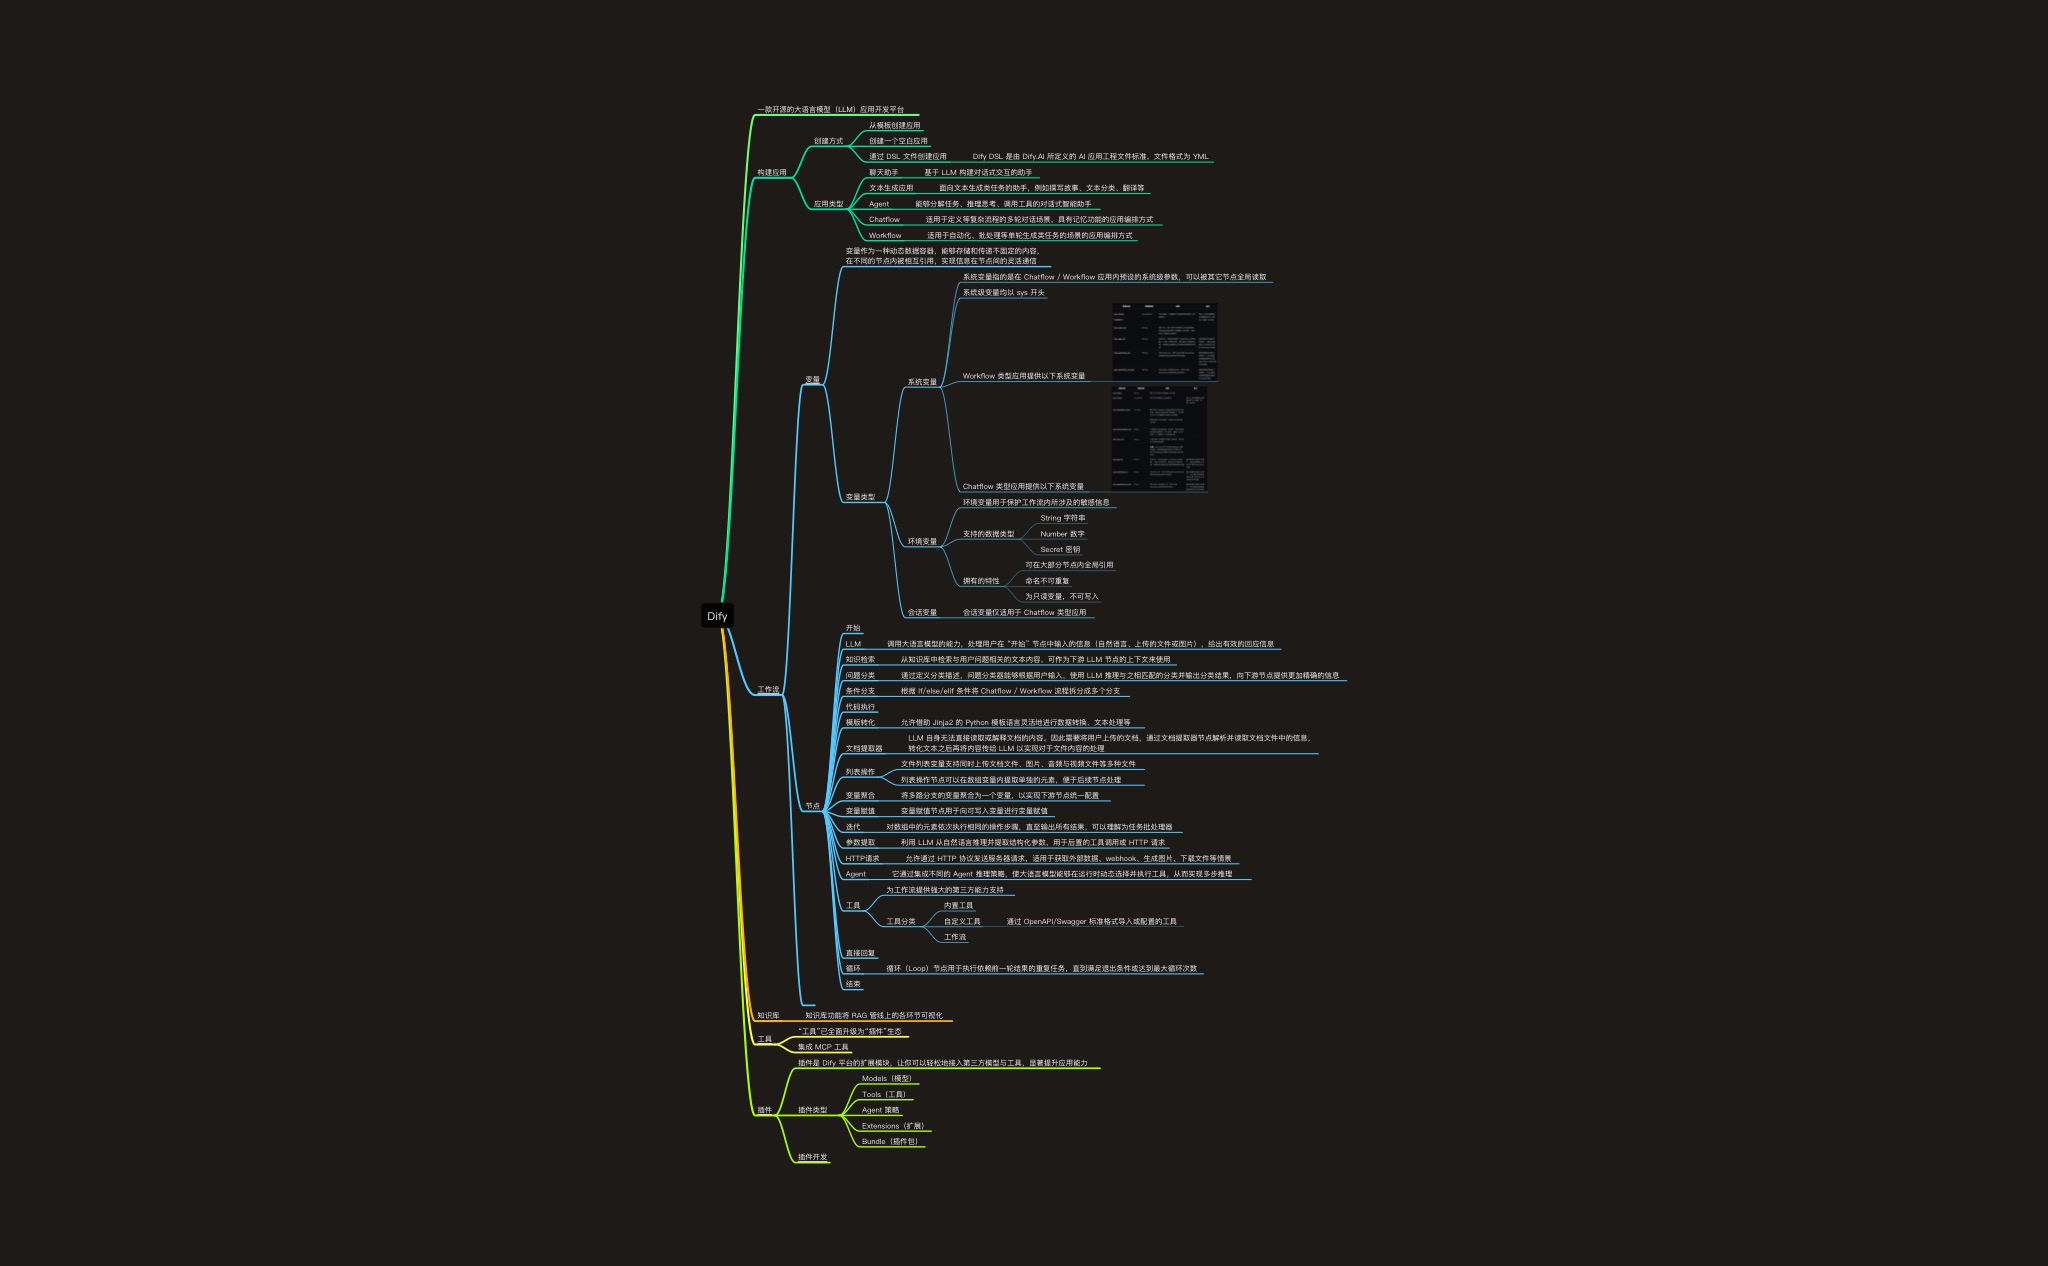 一款开源的大语言模型（LLM）应用开发平台
从模板创建应用
创建方式
创建一个空白应用
通过 DSL 文件创建应用
Dify DSL 是由 Dify.AI 所定义的 AI 应用工程文件标准，文件格式为 YML
构建应用
聊天助手
基于 LLM 构建对话式交互的助手
文本生成应用
面向文本生成类任务的助手，例如撰写故事、文本分类、翻译等
应用类型
Agent
能够分解任务、推理思考、调用工具的对话式智能助手
Chatflow
适用于定义等复杂流程的多轮对话场景，具有记忆功能的应用编排方式
Workflow
适用于自动化、批处理等单轮生成类任务的场景的应用编排方式
变量作为一种动态数据容器，能够存储和传递不固定的内容，
在不同的节点内被相互引用，实现信息在节点间的灵活通信
系统变量指的是在 Chatflow / Workflow 应用内预设的系统级参数，可以被其它节点全局读取
系统级变量均以 sys 开头
变量
系统变量
Workflow 类型应用提供以下系统变量
Chatflow 类型应用提供以下系统变量
变量类型
环境变量用于保护工作流内所涉及的敏感信息
String 字符串
支持的数据类型
Number 数字
环境变量
Secret 密钥
可在大部分节点内全局引用
拥有的特性
命名不可重复
为只读变量，不可写入
会话变量
会话变量仅适用于 Chatflow 类型应用
Dify
开始
LLM
调用大语言模型的能力，处理用户在“开始”节点中输入的信息（自然语言、上传的文件或图片），给出有效的回应信息
知识检索
从知识库中检索与用户问题相关的文本内容，可作为下游 LLM 节点的上下文来使用
问题分类
通过定义分类描述，问题分类器能够根据用户输入，使用 LLM 推理与之相匹配的分类并输出分类结果，向下游节点提供更加精确的信息
工作流
条件分支
根据 If/else/elif 条件将 Chatflow / Workflow 流程拆分成多个分支
代码执行
模版转化
允许借助 Jinja2 的 Python 模板语言灵活地进行数据转换、文本处理等
LLM 自身无法直接读取或解释文档的内容。因此需要将用户上传的文档，通过文档提取器节点解析并读取文档文件中的信息，
文档提取器
转化文本之后再将内容传给 LLM 以实现对于文件内容的处理
文件列表变量支持同时上传文档文件、图片、音频与视频文件等多种文件
列表操作
列表操作节点可以在数组变量内提取单独的元素，便于后续节点处理
变量聚合
将多路分支的变量聚合为一个变量，以实现下游节点统一配置
节点
变量赋值
变量赋值节点用于向可写入变量进行变量赋值
迭代
对数组中的元素依次执行相同的操作步骤，直至输出所有结果，可以理解为任务批处理器
参数提取
利用 LLM 从自然语言推理并提取结构化参数，用于后置的工具调用或 HTTP 请求
HTTP请求
允许通过 HTTP 协议发送服务器请求，适用于获取外部数据、webhook、生成图片、下载文件等情景
Agent
它通过集成不同的 Agent 推理策略，使大语言模型能够在运行时动态选择并执行工具，从而实现多步推理
为工作流提供强大的第三方能力支持
工具
内置工具
工具分类
自定义工具
通过 OpenAPI/Swagger 标准格式导入或配置的工具
工作流
直接回复
循环
循环（Loop）节点用于执行依赖前一轮结果的重复任务，直到满足退出条件或达到最大循环次数
结束
知识库
知识库功能将 RAG 管线上的各环节可视化
“工具”已全面升级为“插件”生态
工具
集成 MCP 工具
插件是 Dify 平台的扩展模块，让你可以轻松地接入第三方模型与工具，显著提升应用能力
Models（模型）
Tools（工具）
插件
插件类型
Agent 策略
Extensions（扩展）
Bundle（插件包）
插件开发